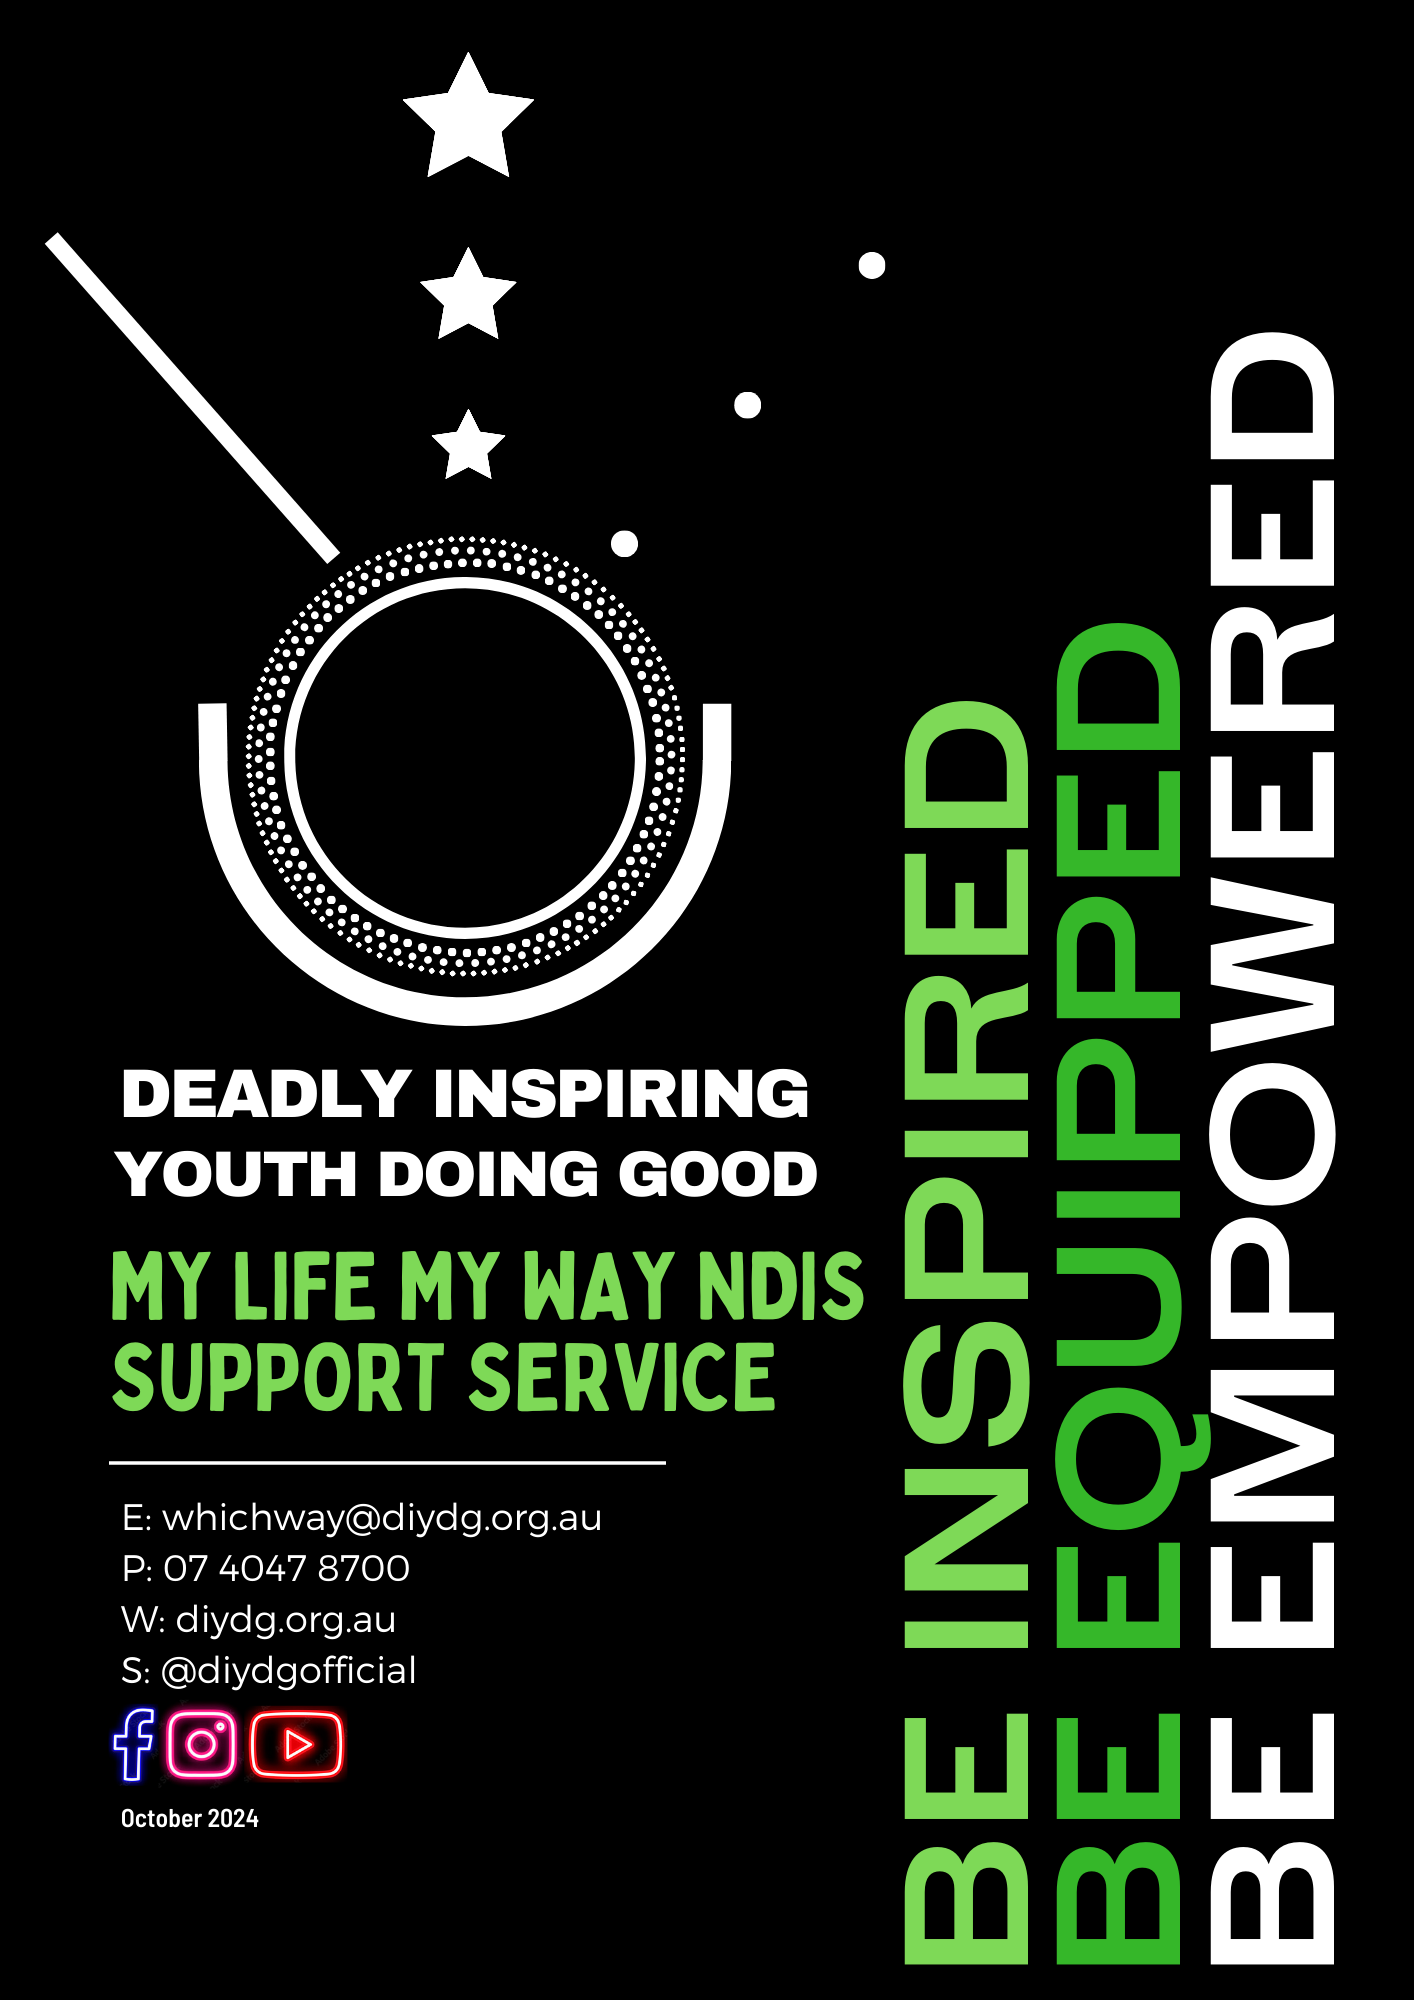 DEADLY INSPIRING
YOUTH DOING GOOD
MY LIFE MY WAY NDIS
SUPPORT SERVICE
E: whichway@diydg.org.au
P: 07 4047 8700
W: diydg.org.au
S: @diydgofficial
October 2024
BE INSPIRED
BE EQUIPPED
BE EMPOWERED